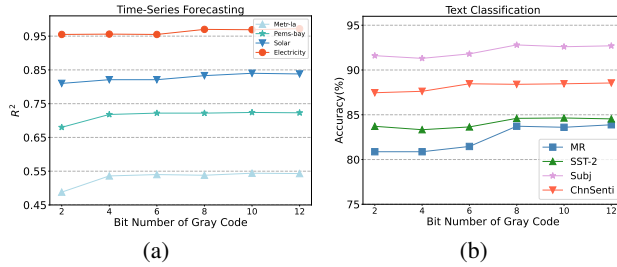 Time-Series Forecasting
Metr-la
Pems-bay
Solar
Electricity
0.95
0.85
0.75
0.65
0.55
0.45
R²
2 4 6 8 10 12
Bit Number of Gray Code
(a)
Text Classification
95
90
85
80
75
Accuracy(%)
MR
SST-2
Subj
ChnSenti
2 4 6 8 10 12
Bit Number of Gray Code
(b)